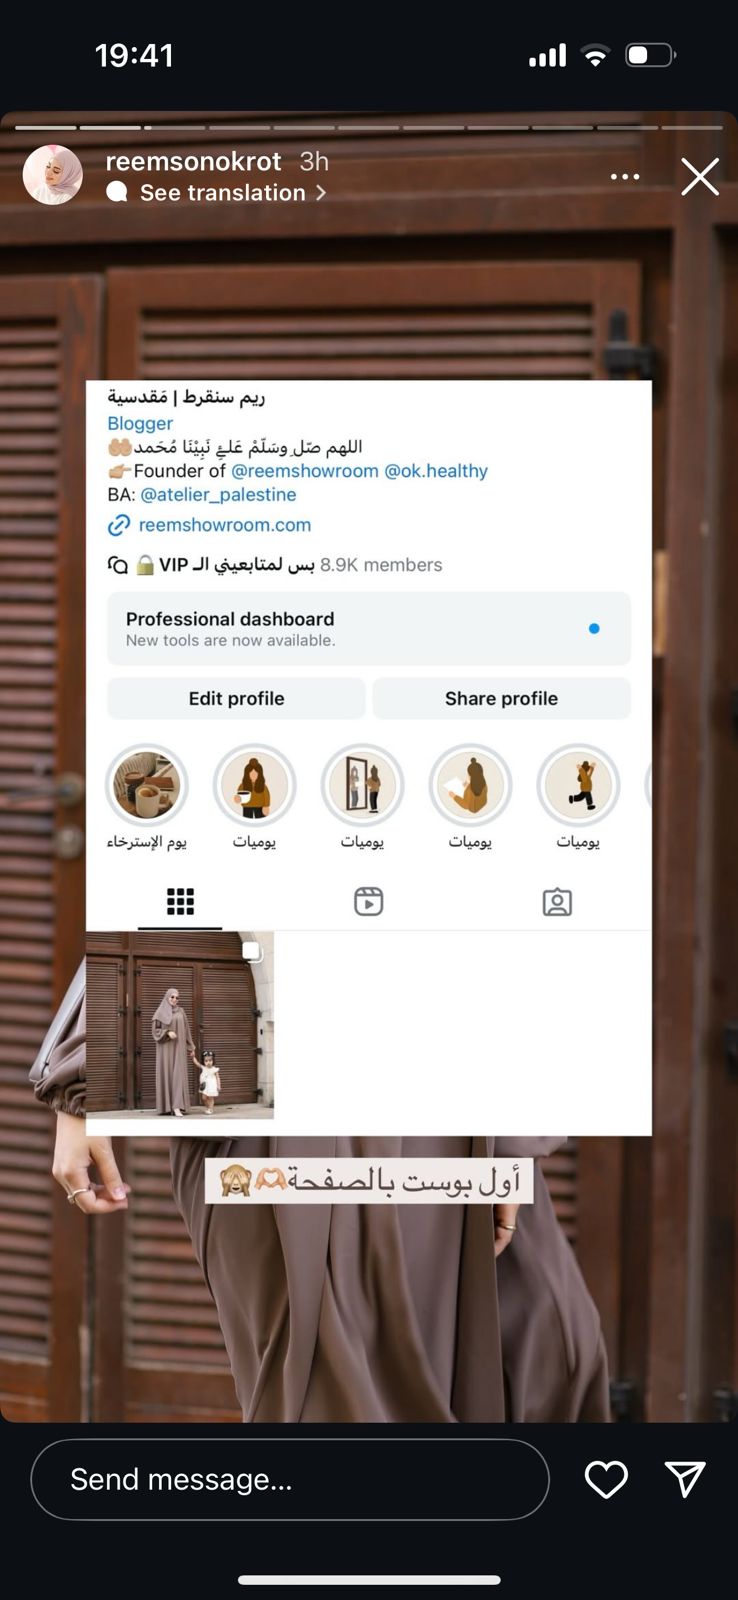 19:41
reemsonokrot 3h
See translation >
ريم سنقرط | مَقدسية
Blogger
🤲🏼اللهم صّل وسَلّمْ عَلےٰ نَبِيْنَا مُحَمد
👉🏼Founder of @reemshowroom @ok.healthy
BA: @atelier_palestine
reemshowroom.com
🔒 VIP بس لمتابعيني الـ 8.9K members
Professional dashboard
New tools are now available.
Edit profile
Share profile
يوم الإسترخاء
يوميات
يوميات
يوميات
يوميات
أول بوست بالصفحة🫶🏼🙈
Send message...